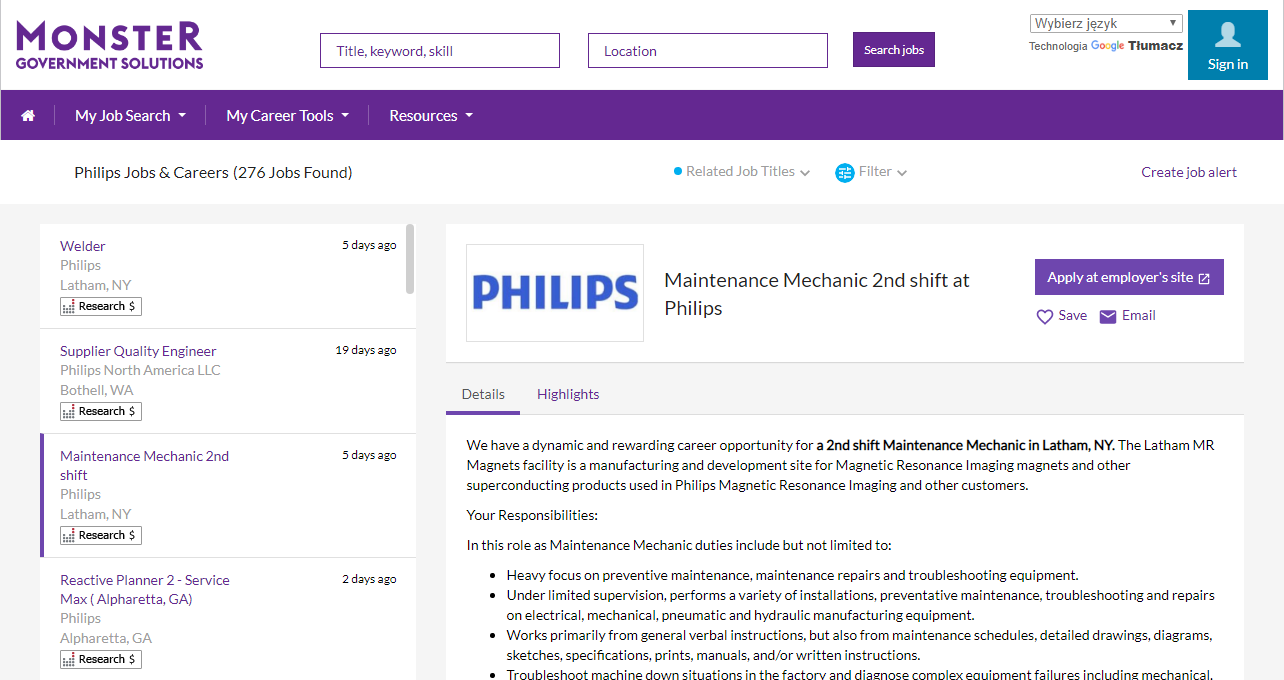 MONSTER
GOVERNMENT SOLUTIONS
Title, keyword, skill
Location
Search jobs
Wybierz język
Technologia Google Tłumacz
Sign in
My Job Search
My Career Tools
Resources
Philips Jobs & Careers (276 Jobs Found)
Related Job Titles
Filter
Create job alert
Welder
5 days ago
Philips
Latham, NY
Research $
Supplier Quality Engineer
19 days ago
Philips North America LLC
Bothell, WA
Research $
Maintenance Mechanic 2nd
shift
5 days ago
Philips
Latham, NY
Research $
Reactive Planner 2 - Service
Max ( Alpharetta, GA)
2 days ago
Philips
Alpharetta, GA
Research $
PHILIPS
Maintenance Mechanic 2nd shift at
Philips
Apply at employer's site
Save
Email
Details
Highlights
We have a dynamic and rewarding career opportunity for a 2nd shift Maintenance Mechanic in Latham, NY. The Latham MR
Magnets facility is a manufacturing and development site for Magnetic Resonance Imaging magnets and other
superconducting products used in Philips Magnetic Resonance Imaging and other customers.
Your Responsibilities:
In this role as Maintenance Mechanic duties include but not limited to:
• Heavy focus on preventive maintenance, maintenance repairs and troubleshooting equipment.
• Under limited supervision, performs a variety of installations, preventative maintenance, troubleshooting and repairs
on electrical, mechanical, pneumatic and hydraulic manufacturing equipment.
• Works primarily from general verbal instructions, but also from maintenance schedules, detailed drawings, diagrams,
sketches, specifications, prints, manuals, and/or written instructions.
• Troubleshoot machine down situations in the factory and diagnose complex equipment failures including mechanical,